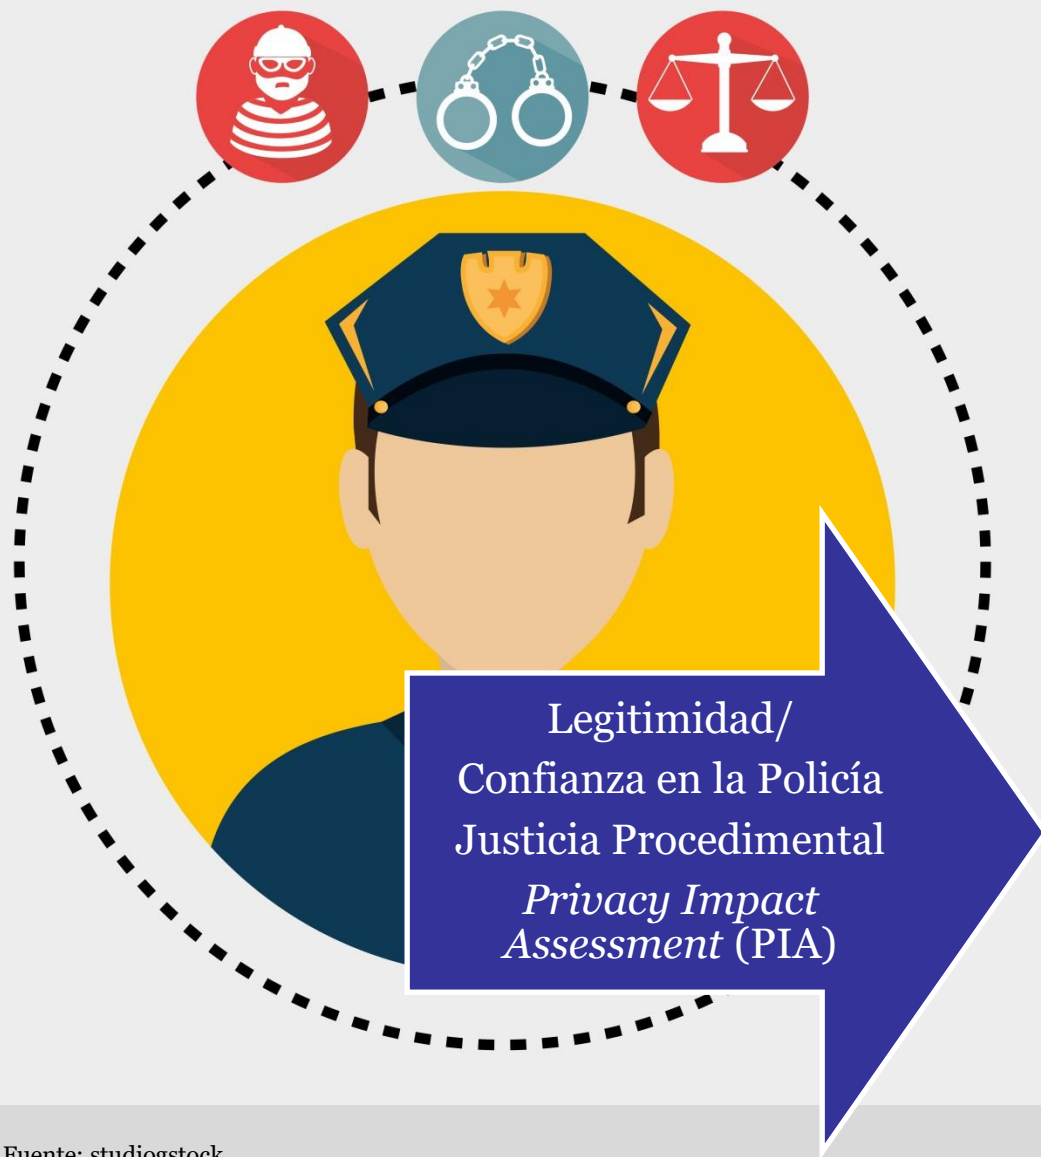 Legitimidad/
Confianza en la Policía
Justicia Procedimental
Privacy Impact
Assessment (PIA)
Fuente: studiogstock